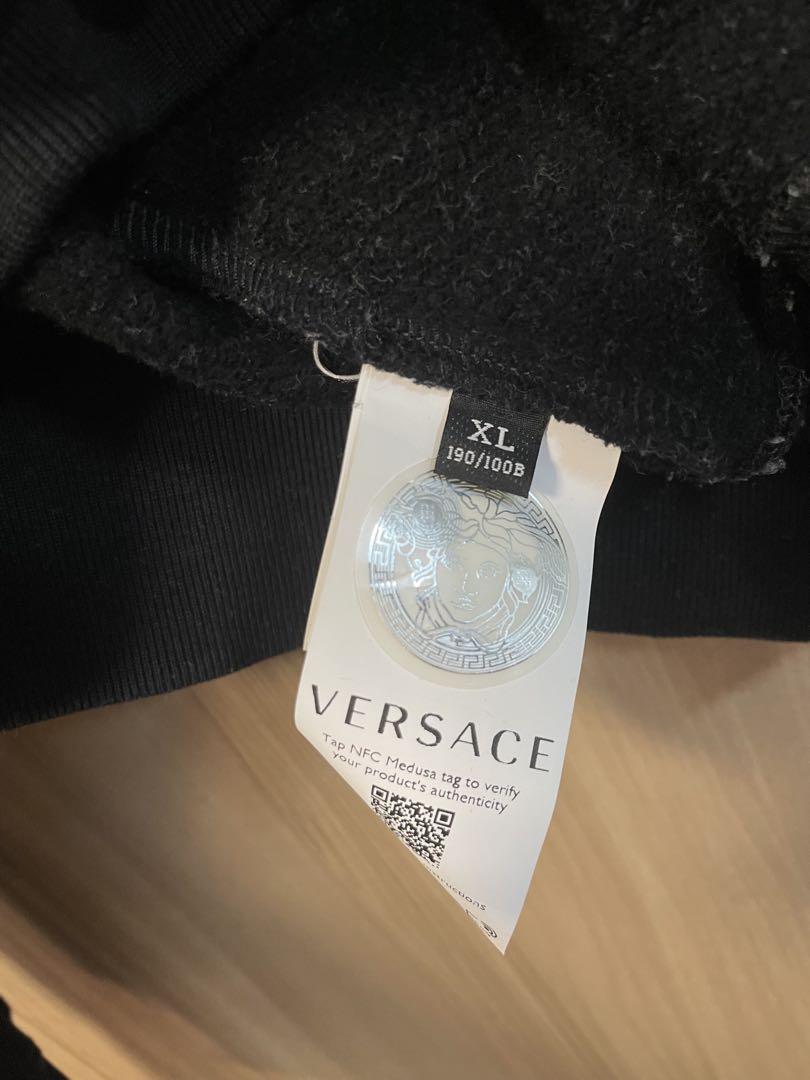 XL
190/100B
VERSACE
Tap NFC Medusa tag to verify
your product's authenticity